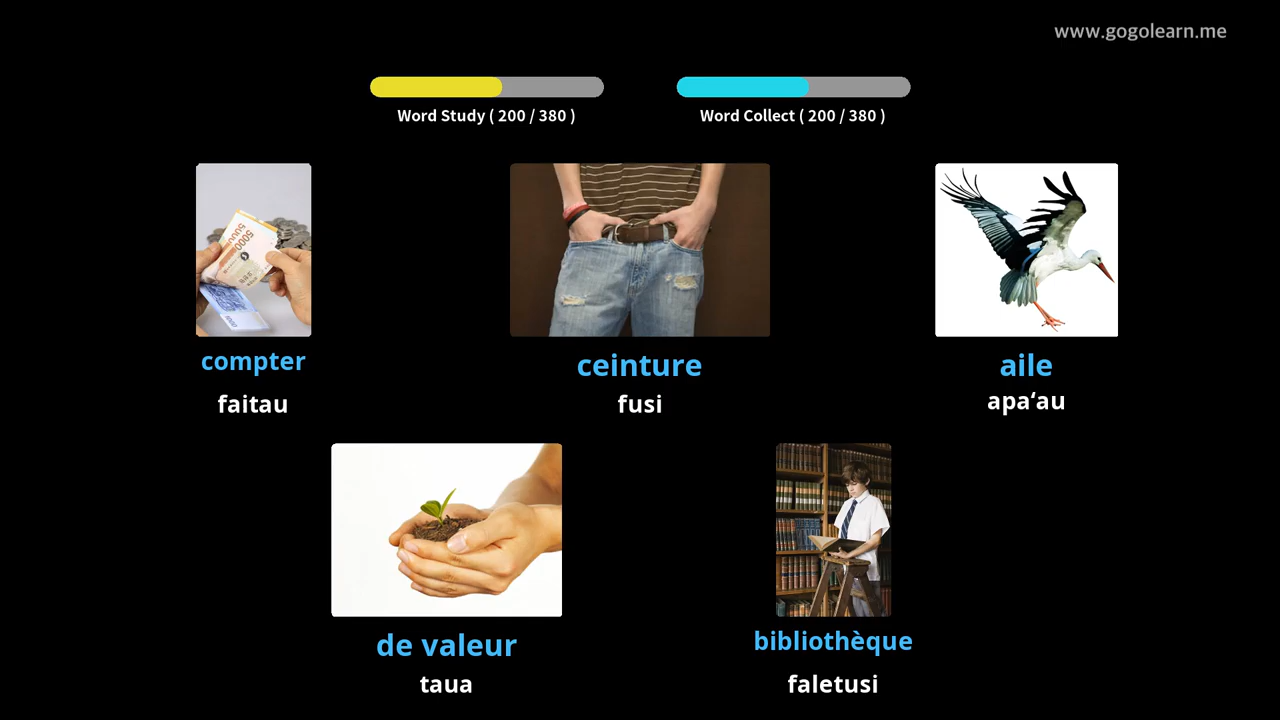 www.gogolearn.me
Word Study ( 200 / 380 )
Word Collect ( 200 / 380 )
compter
faitau
ceinture
fusi
aile
apa‘au
de valeur
taua
bibliothèque
faletusi